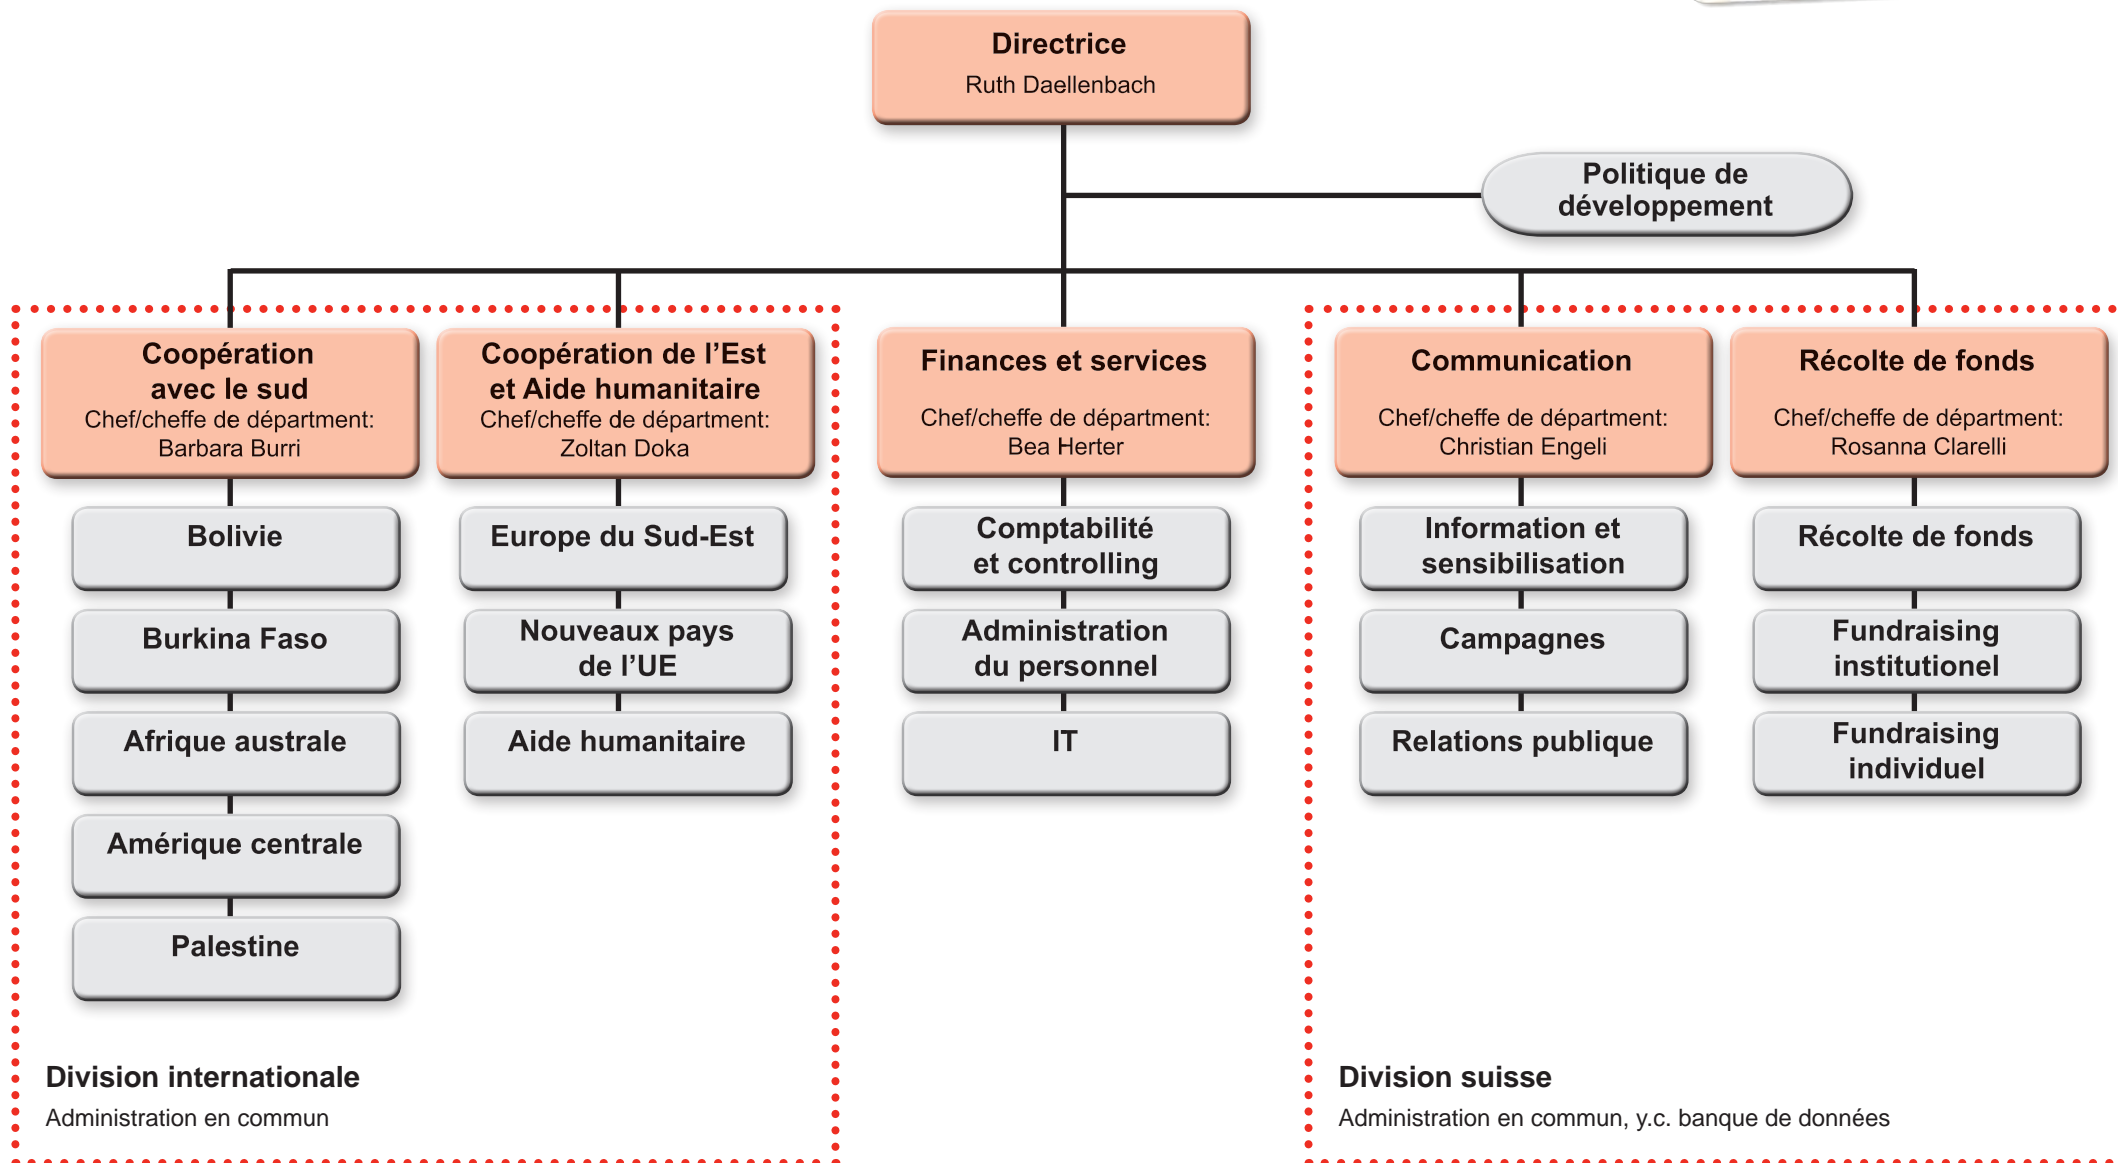 Directrice
Ruth Daellenbach
Politique de
développement
Coopération
avec le sud
Chef/cheffe de départment:
Barbara Burri
Bolivie
Burkina Faso
Afrique australe
Amérique centrale
Palestine
Coopération de l’Est
et Aide humanitaire
Chef/cheffe de départment:
Zoltan Doka
Europe du Sud-Est
Nouveaux pays
de l’UE
Aide humanitaire
Finances et services
Chef/cheffe de départment:
Bea Herter
Comptabilité
et controlling
Administration
du personnel
IT
Communication
Chef/cheffe de départment:
Christian Engeli
Information et
sensibilisation
Campagnes
Relations publique
Récolte de fonds
Chef/cheffe de départment:
Rosanna Clarelli
Récolte de fonds
Fundraising
institutionel
Fundraising
individuel
Division internationale
Administration en commun
Division suisse
Administration en commun, y.c. banque de données